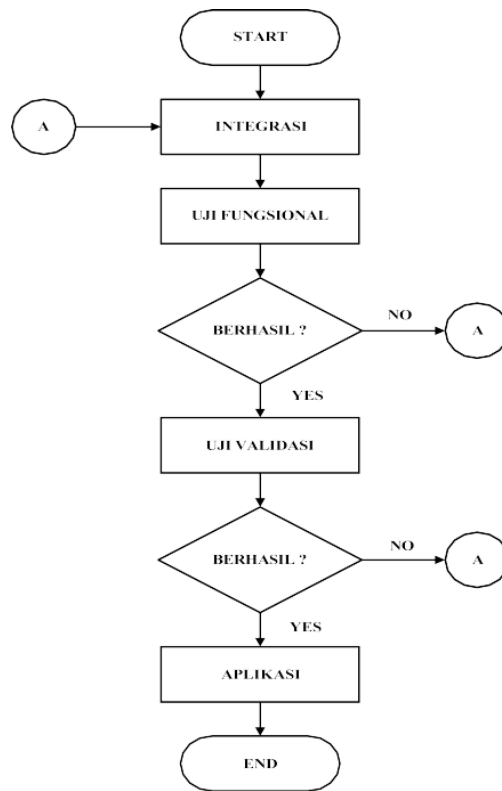 START
A
INTEGRASI
UJI FUNGSIONAL
BERHASIL ?
NO
A
YES
UJI VALIDASI
BERHASIL ?
NO
A
YES
APLIKASI
END